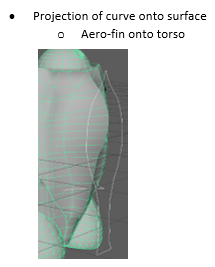 • Projection of curve onto surface
o Aero-fin onto torso